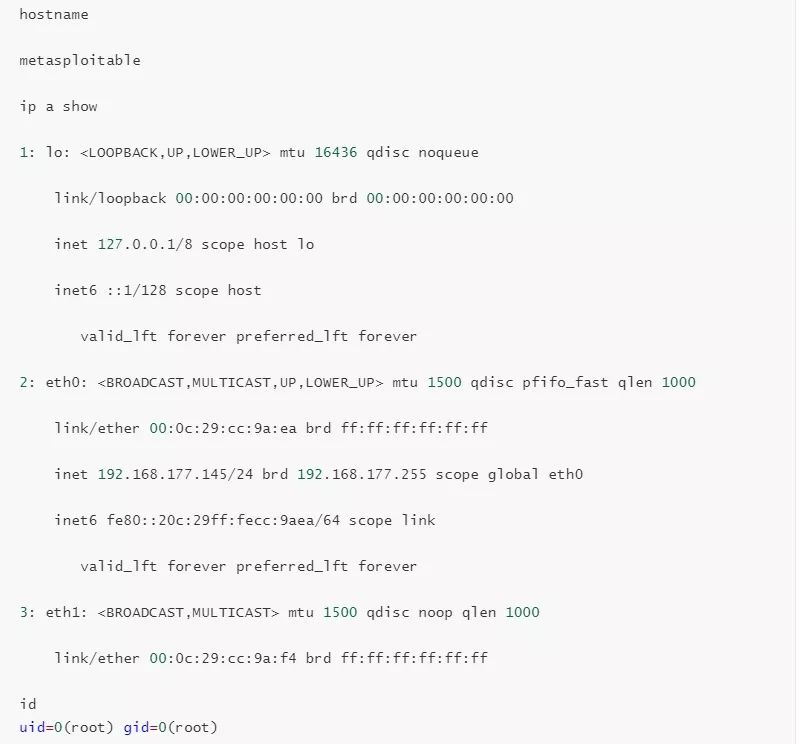 hostname
metasploitable
ip a show
1: lo: <LOOPBACK,UP,LOWER_UP> mtu 16436 qdisc noqueue
link/loopback 00:00:00:00:00:00 brd 00:00:00:00:00:00
inet 127.0.0.1/8 scope host lo
inet6 ::1/128 scope host
valid_lft forever preferred_lft forever
2: eth0: <BROADCAST,MULTICAST,UP,LOWER_UP> mtu 1500 qdisc pfifo_fast qlen 1000
link/ether 00:0c:29:cc:9a:ea brd ff:ff:ff:ff:ff:ff
inet 192.168.177.145/24 brd 192.168.177.255 scope global eth0
inet6 fe80::20c:29ff:fecc:9aea/64 scope link
valid_lft forever preferred_lft forever
3: eth1: <BROADCAST,MULTICAST> mtu 1500 qdisc noop qlen 1000
link/ether 00:0c:29:cc:9a:f4 brd ff:ff:ff:ff:ff:ff
id
uid=0(root) gid=0(root)